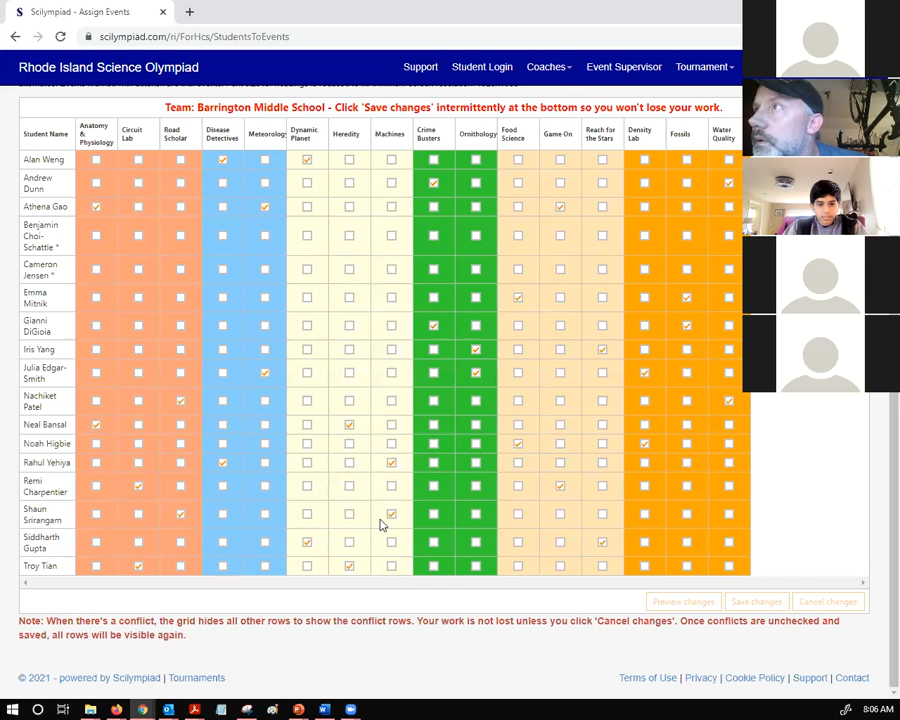 Scilympiad - Assign Events
scilympiad.com/ri/ForHcs/StudentsToEvents
Rhode Island Science Olympiad
Support Student Login Coaches Event Supervisor Tournament
Team: Barrington Middle School - Click 'Save changes' intermittently at the bottom so you won't lose your work.
Student Name
Anatomy
&
Physiology
Circuit
Lab
Road
Scholar
Disease
Detectives
Meteorology
Dynamic
Planet
Heredity
Machines
Crime
Busters
Ornithology
Food
Science
Game On
Reach for
the Stars
Density
Lab
Fossils
Water
Quality
Alan Weng
Andrew
Dunn
Athena Gao
Benjamin
Choi-
Schattle *
Cameron
Jensen *
Emma
Mitnik
Gianni
DiGioia
Iris Yang
Julia Edgar-
Smith
Nachiket
Patel
Neal Bansal
Noah Higbie
Rahul Yehiya
Remi
Charpentier
Shaun
Srirangam
Siddharth
Gupta
Troy Tian
Preview changes Save changes Cancel changes
Note: When there's a conflict, the grid hides all other rows to show the conflict rows. Your work is not lost unless you click 'Cancel changes'. Once conflicts are unchecked and
saved, all rows will be visible again.
© 2021 - powered by Scilympiad | Tournaments
Terms of Use | Privacy | Cookie Policy | Support | Contact
8:06 AM